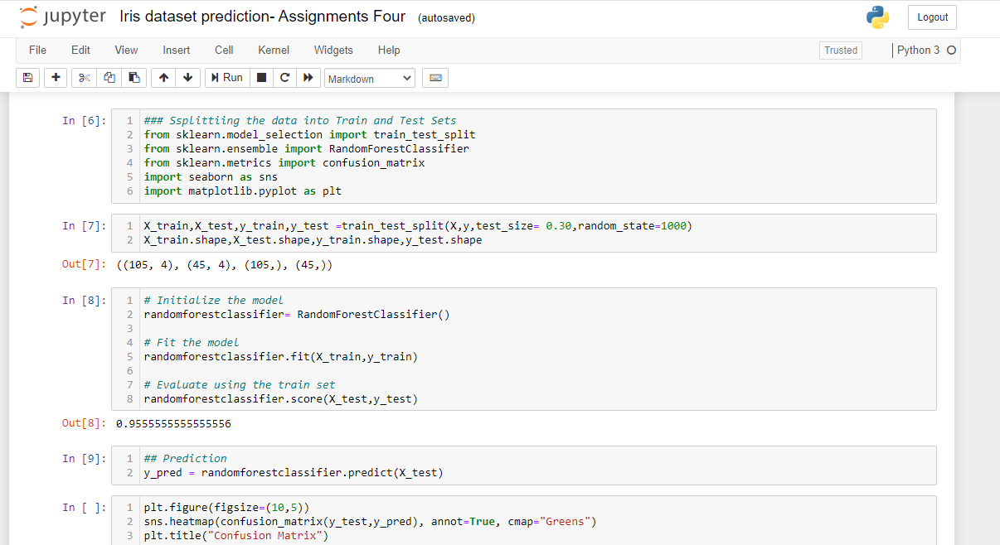 jupyter Iris dataset prediction- Assignments Four (autosaved) Logout
File Edit View Insert Cell Kernel Widgets Help Trusted Python 3
Run Markdown
In [6]:
1 ### Ssplittiing the data into Train and Test Sets
2 from sklearn.model_selection import train_test_split
3 from sklearn.ensemble import RandomForestClassifier
4 from sklearn.metrics import confusion_matrix
5 import seaborn as sns
6 import matplotlib.pyplot as plt
In [7]:
1 X_train,X_test,y_train,y_test =train_test_split(X,y,test_size= 0.30,random_state=1000)
2 X_train.shape,X_test.shape,y_train.shape,y_test.shape
Out[7]: ((105, 4), (45, 4), (105,), (45,))
In [8]:
1 # Initialize the model
2 randomforestclassifier= RandomForestClassifier()
3
4 # Fit the model
5 randomforestclassifier.fit(X_train,y_train)
6
7 # Evaluate using the train set
8 randomforestclassifier.score(X_test,y_test)
Out[8]: 0.9555555555555556
In [9]:
1 ## Prediction
2 y_pred = randomforestclassifier.predict(X_test)
In [ ]:
1 plt.figure(figsize=(10,5))
2 sns.heatmap(confusion_matrix(y_test,y_pred), annot=True, cmap="Greens")
3 plt.title("Confusion Matrix")